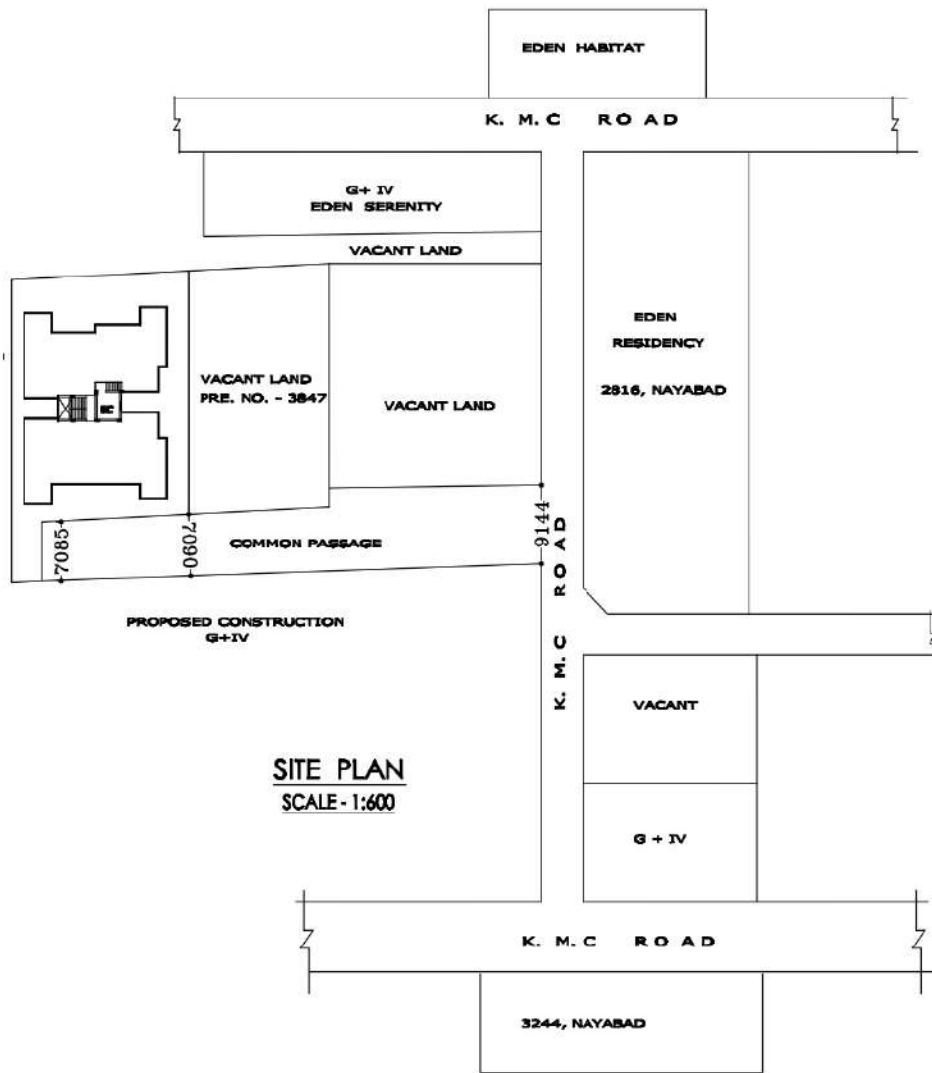 EDEN HABITAT
K. M. C ROAD
G+ IV
EDEN SERENITY
VACANT LAND
EDEN
RESIDENCY
2816, NAYABAD
VACANT LAND
PRE. NO. - 3847
VACANT LAND
7085
7090
COMMON PASSAGE
9144
K. M. C ROAD
PROPOSED CONSTRUCTION
G+IV
VACANT
SITE PLAN
SCALE - 1:600
G + IV
K. M. C ROAD
3244, NAYABAD